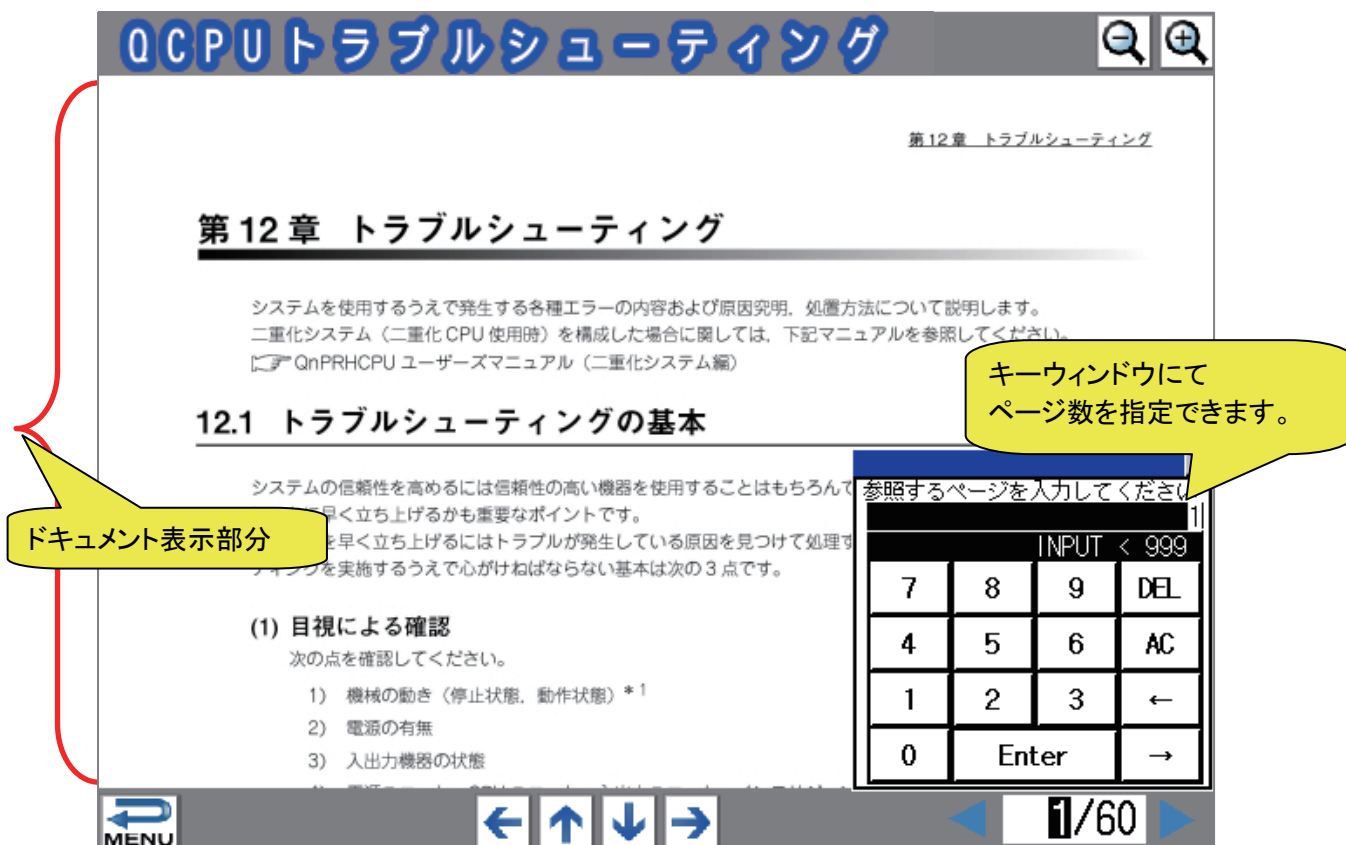 QCPUトラブルシューティング
第12章 トラブルシューティング
第12章 トラブルシューティング
システムを使用するうえで発生する各種エラーの内容および原因究明，処置方法について説明します。
二重化システム（二重化CPU使用時）を構成した場合に関しては，下記マニュアルを参照してください。
QnPRHCPUユーザーズマニュアル（二重化システム編）
キーウィンドウにて
ページ数を指定できます。
12.1 トラブルシューティングの基本
システムの信頼性を高めるには信頼性の高い機器を使用することはもちろんで
早く立ち上げるかも重要なポイントです。
ドキュメント表示部分
を早く立ち上げるにはトラブルが発生している原因を見つけて処理す
ティングを実施するうえで心がけねばならない基本は次の3点です。
(1) 目視による確認
次の点を確認してください。
1) 機械の動き（停止状態，動作状態）*1
2) 電源の有無
3) 入出力機器の状態
参照するページを入力してください
1
INPUT < 999
7 8 9 DEL
4 5 6 AC
1 2 3 ←
0 Enter →
MENU
← ↑ ↓ →
1/60